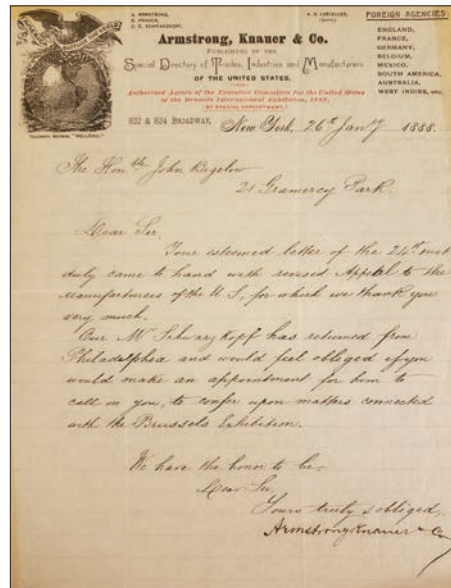 G. ARMSTRONG,
B. KNAUER,
FOREIGN AGENCIES
ENGLAND,
FRANCE,
GERMANY,
BELGIUM,
MEXICO,
SOUTH AMERICA,
AUSTRALIA,
WEST INDIES, etc.
Armstrong, Knauer & Co.
PUBLISHERS OF THE
Special Directory of Trades, Industries and Manufacturers
OF THE UNITED STATES,
Authorized Agents of the Executive Committee for the United States
of the Brussels International Exhibition, 1888,
(BY SPECIAL APPOINTMENT.)
822 & 824 BROADWAY,
New York, 26th Jan'y 1888.
The Honble John Bigelow
21 Gramercy Park.
Dear Sir,
Your esteemed letter of the 24th inst
duly came to hand with revised Appeal to the
manufacturers of the U S, for which we thank you
very much.
Our Mr Schwarzkopf has returned from
Philadelphia and would feel obliged if you
would make an appointment for him to
call on you, to confer upon matters connected
with the Brussels Exhibition.
We have the honor to be,
Dear Sir,
Yours truly & obliged,
Armstrong Knauer & Co